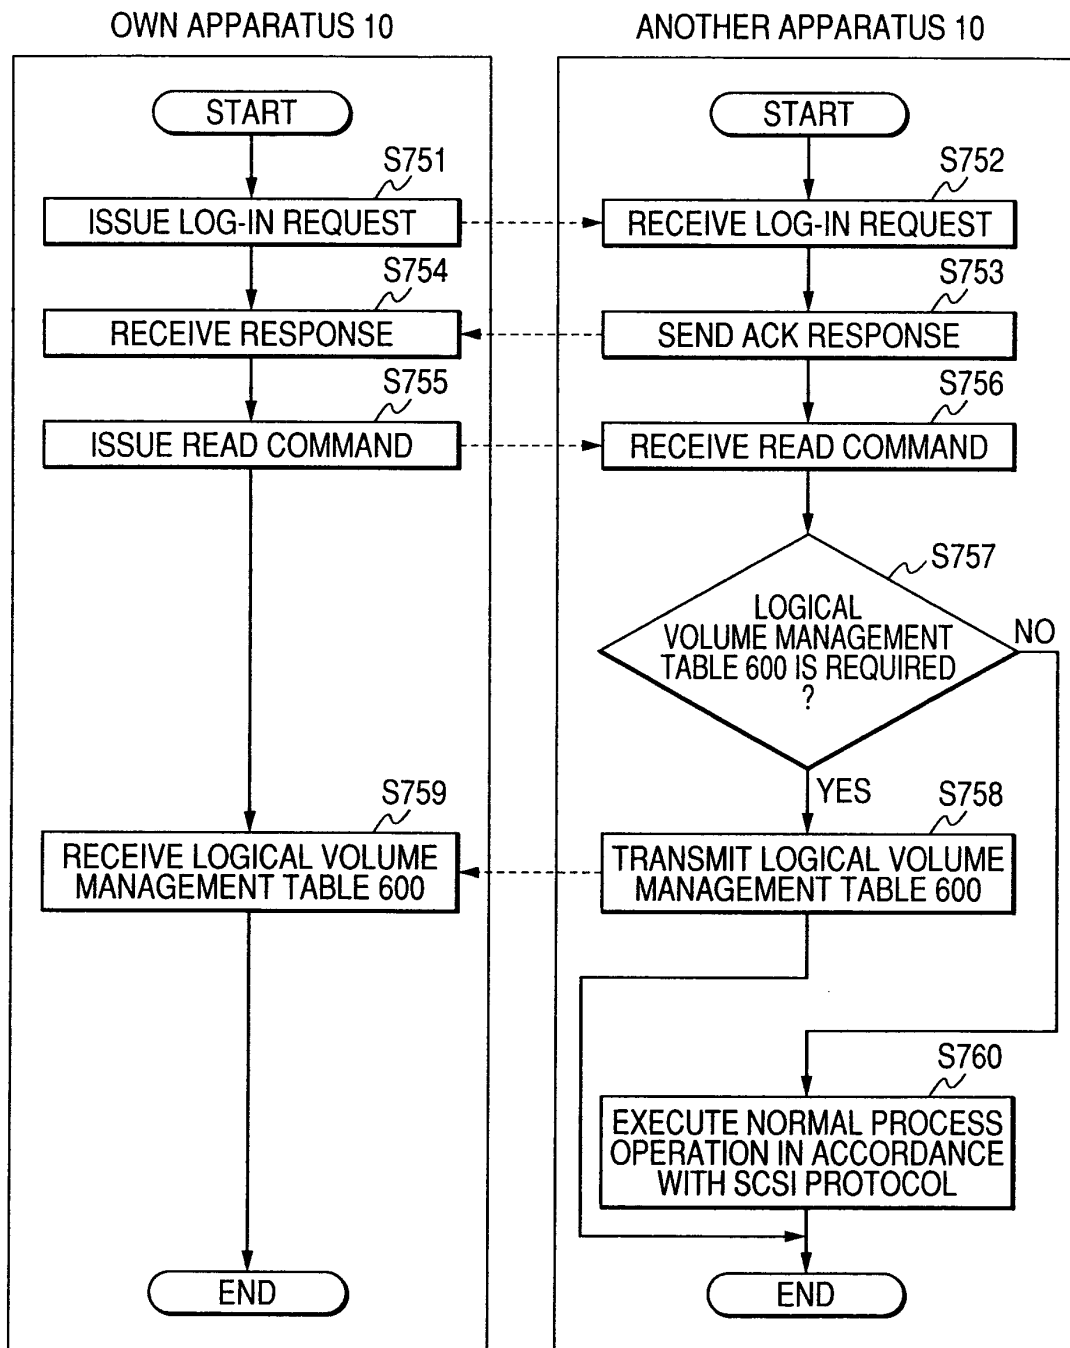 OWN APPARATUS 10
ANOTHER APPARATUS 10
START
START
S751
ISSUE LOG-IN REQUEST
S752
RECEIVE LOG-IN REQUEST
S754
RECEIVE RESPONSE
S753
SEND ACK RESPONSE
S755
ISSUE READ COMMAND
S756
RECEIVE READ COMMAND
S757
LOGICAL
VOLUME MANAGEMENT
TABLE 600 IS REQUIRED
?
NO
YES
S759
RECEIVE LOGICAL VOLUME
MANAGEMENT TABLE 600
S758
TRANSMIT LOGICAL VOLUME
MANAGEMENT TABLE 600
S760
EXECUTE NORMAL PROCESS
OPERATION IN ACCORDANCE
WITH SCSI PROTOCOL
END
END